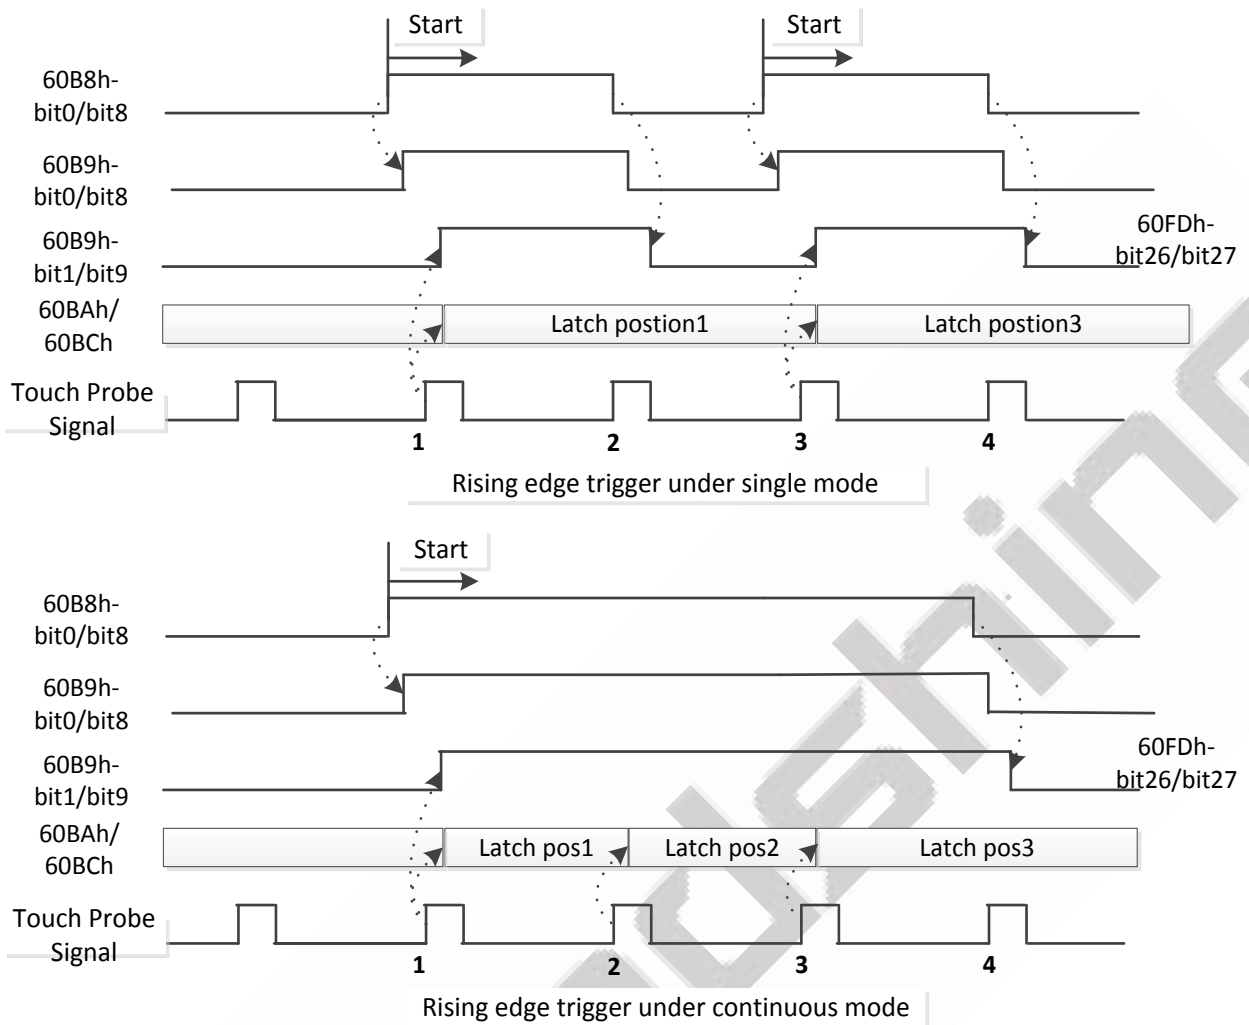 Start
Start
60B8h-
bit0/bit8
60B9h-
bit0/bit8
60B9h-
bit1/bit9
60FDh-
bit26/bit27
60BAh/
60BCh
Latch postion1
Latch postion3
Touch Probe
Signal
1
2
3
4
Rising edge trigger under single mode
Start
60B8h-
bit0/bit8
60B9h-
bit0/bit8
60B9h-
bit1/bit9
60FDh-
bit26/bit27
60BAh/
60BCh
Latch pos1
Latch pos2
Latch pos3
Touch Probe
Signal
1
2
3
4
Rising edge trigger under continuous mode